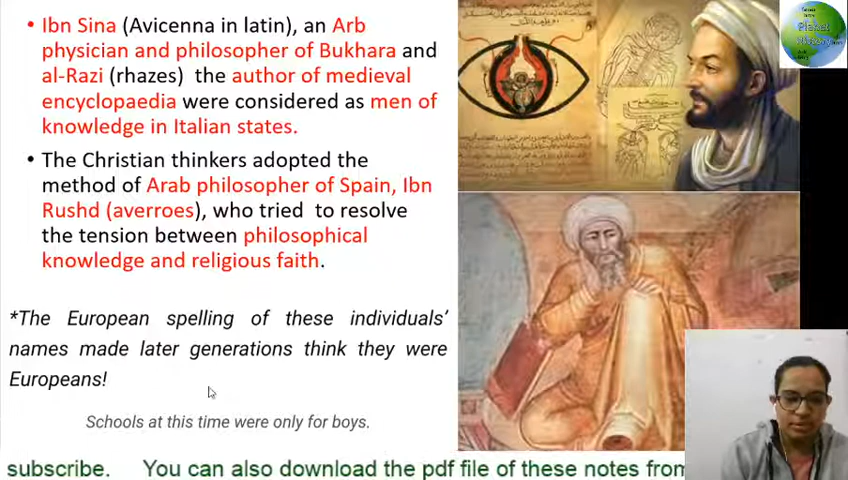 • Ibn Sina (Avicenna in latin), an Arb
physician and philosopher of Bukhara and
al-Razi (rhazes) the author of medieval
encyclopaedia were considered as men of
knowledge in Italian states.
• The Christian thinkers adopted the
method of Arab philosopher of Spain, Ibn
Rushd (averroes), who tried to resolve
the tension between philosophical
knowledge and religious faith.
*The European spelling of these individuals'
names made later generations think they were
Europeans!
Schools at this time were only for boys.
subscribe. You can also download the pdf file of these notes from
Planet